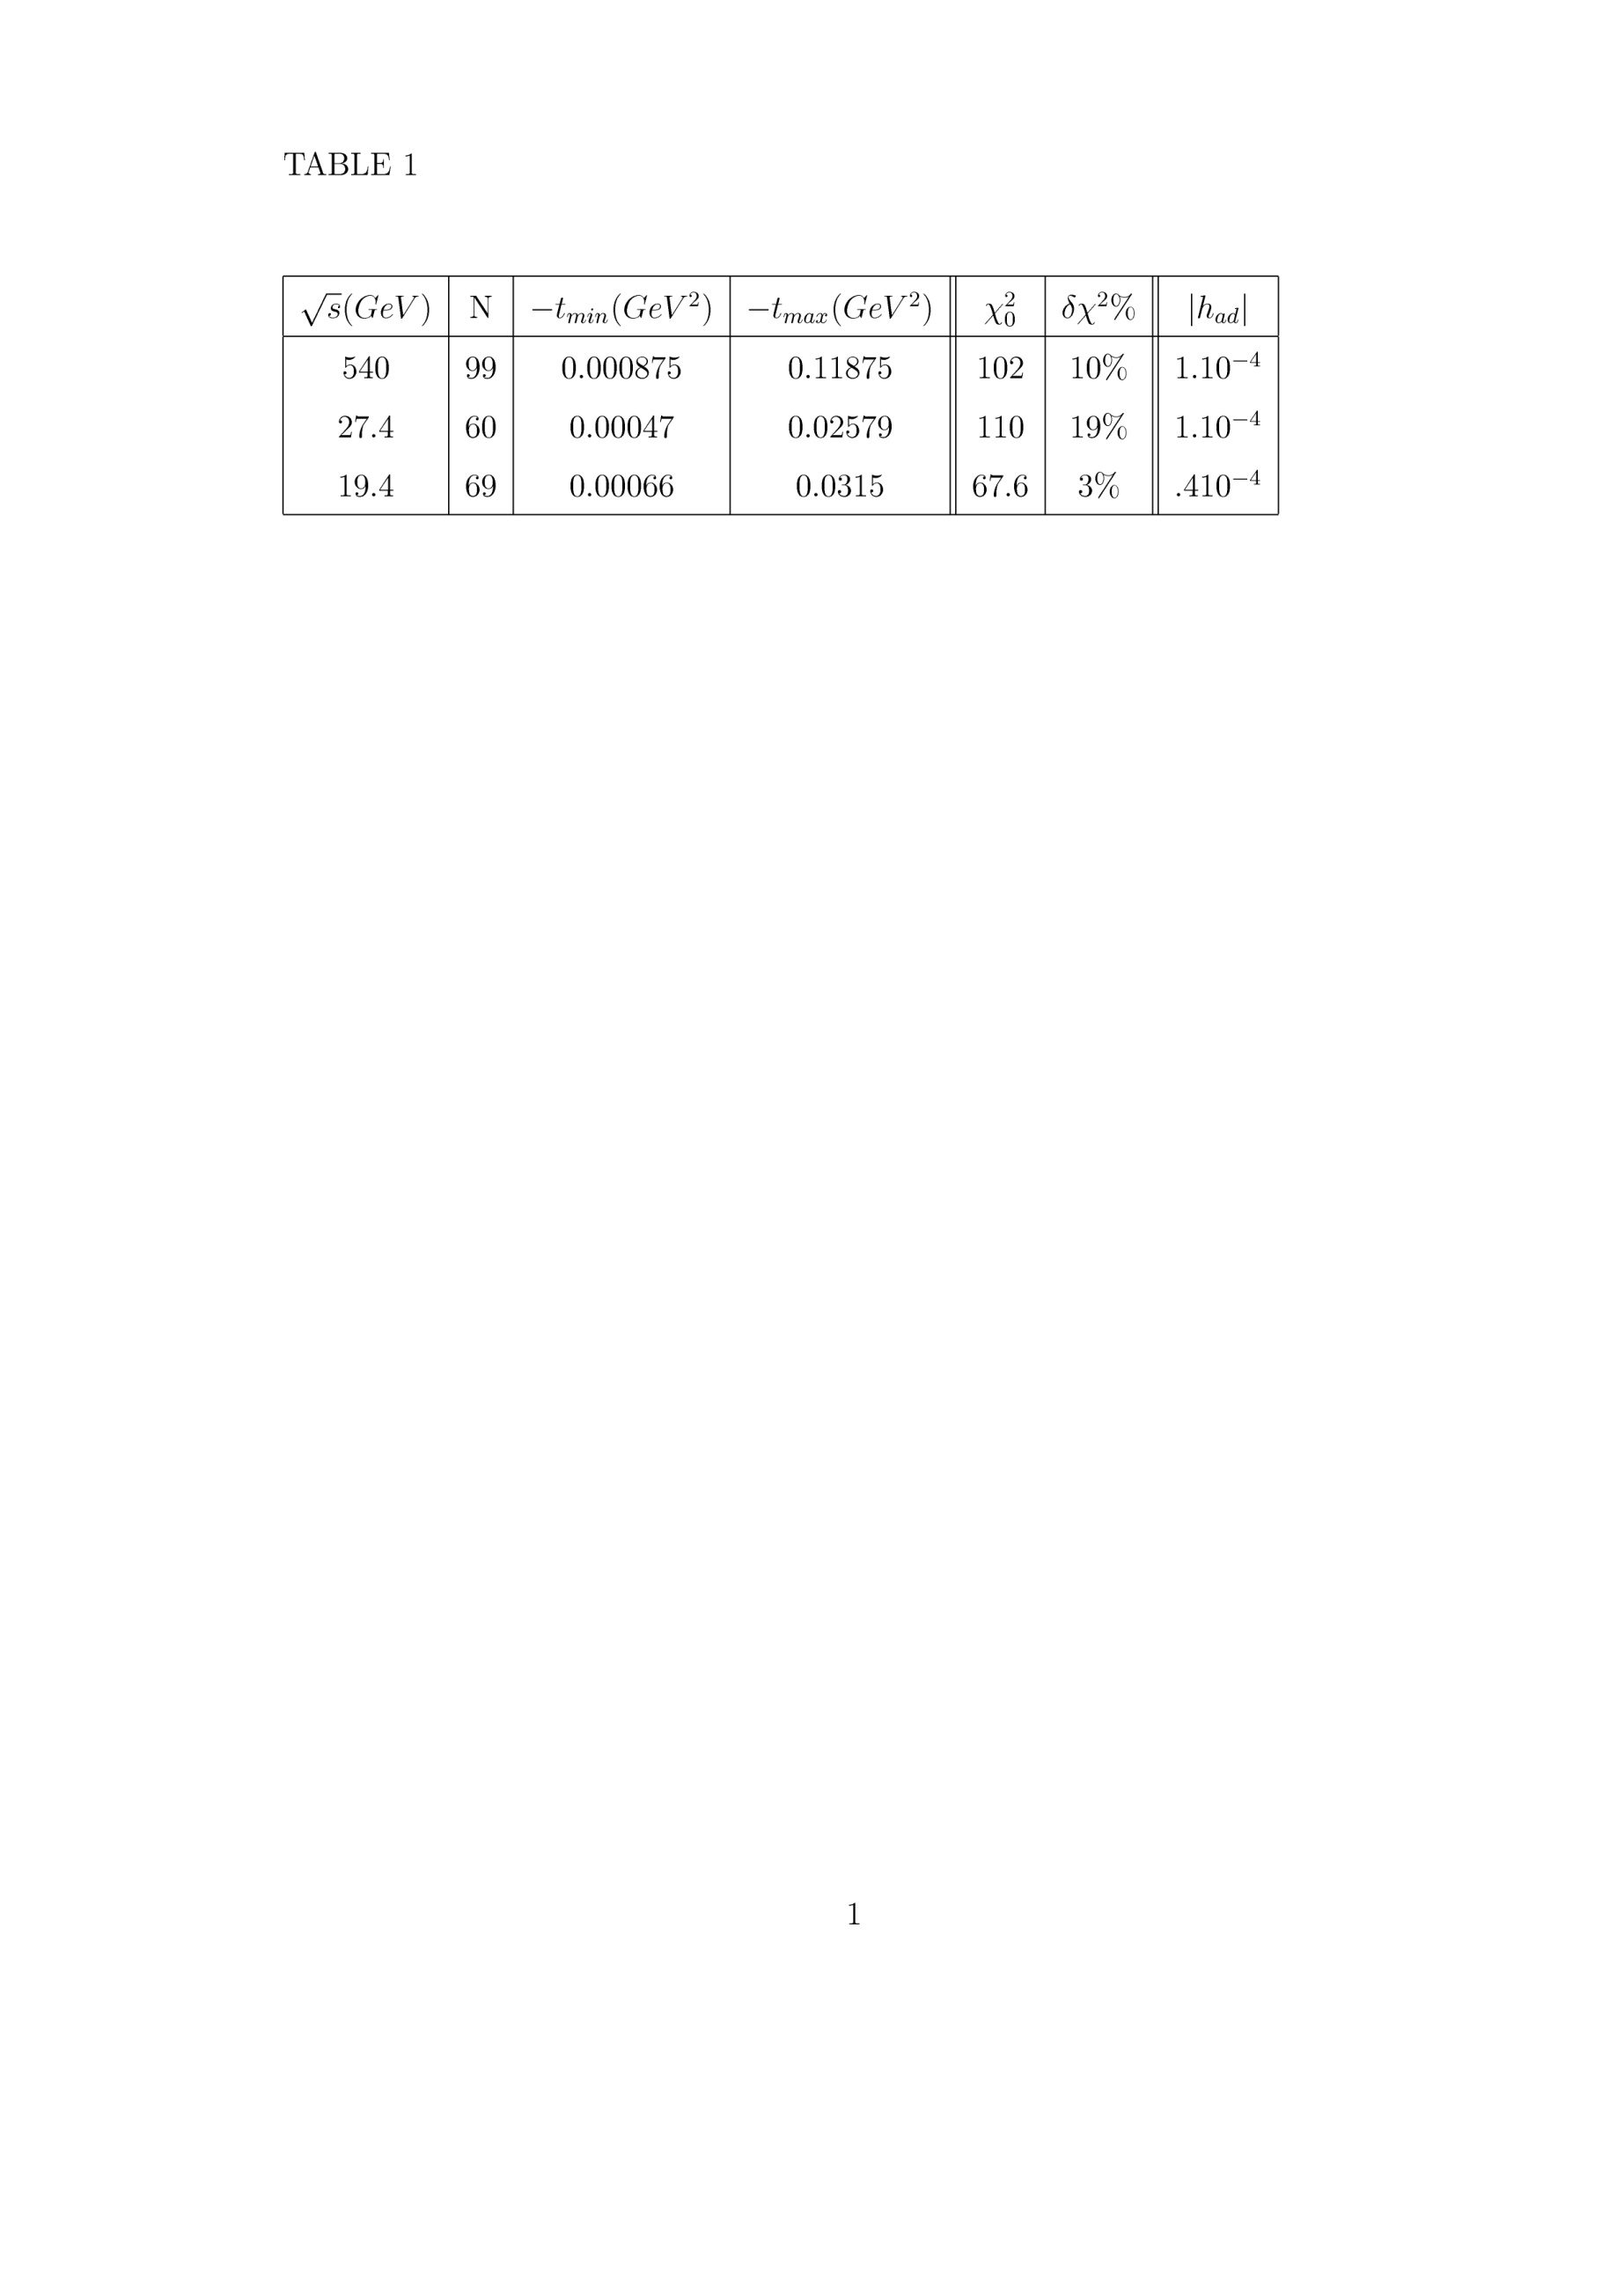 TABLE 1
√s(GeV) N −t_min(GeV²) −t_max(GeV²) χ₀² δχ²% |h_ad|
540 99 0.000875 0.11875 102 10% 1.10⁻⁴
27.4 60 0.00047 0.02579 110 19% 1.10⁻⁴
19.4 69 0.00066 0.0315 67.6 3% .410⁻⁴
1